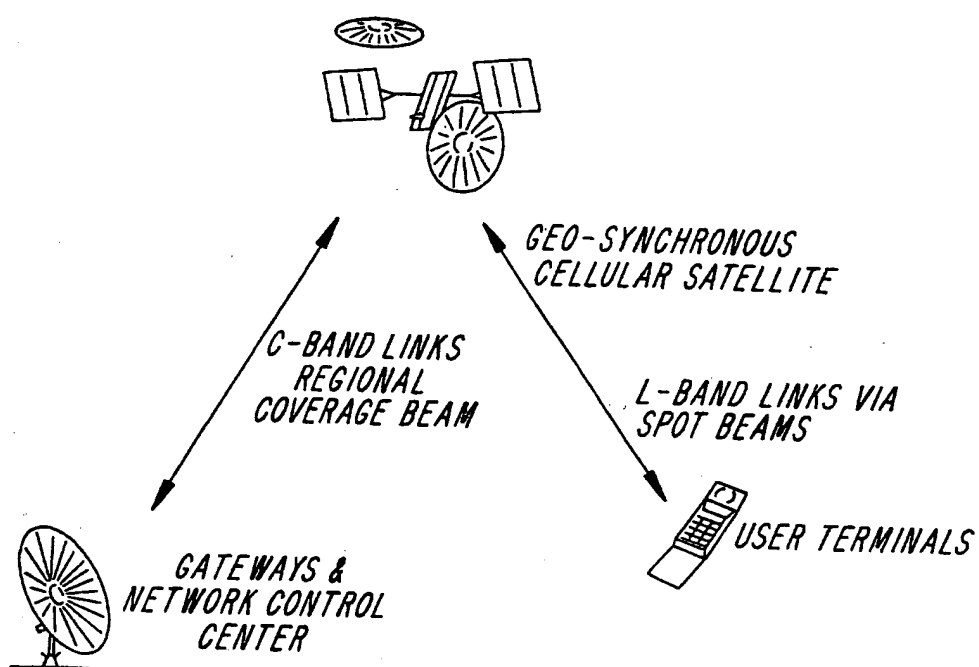 GEO-SYNCHRONOUS
CELLULAR SATELLITE
C-BAND LINKS
REGIONAL
COVERAGE BEAM
L-BAND LINKS VIA
SPOT BEAMS
USER TERMINALS
GATEWAYS &
NETWORK CONTROL
CENTER